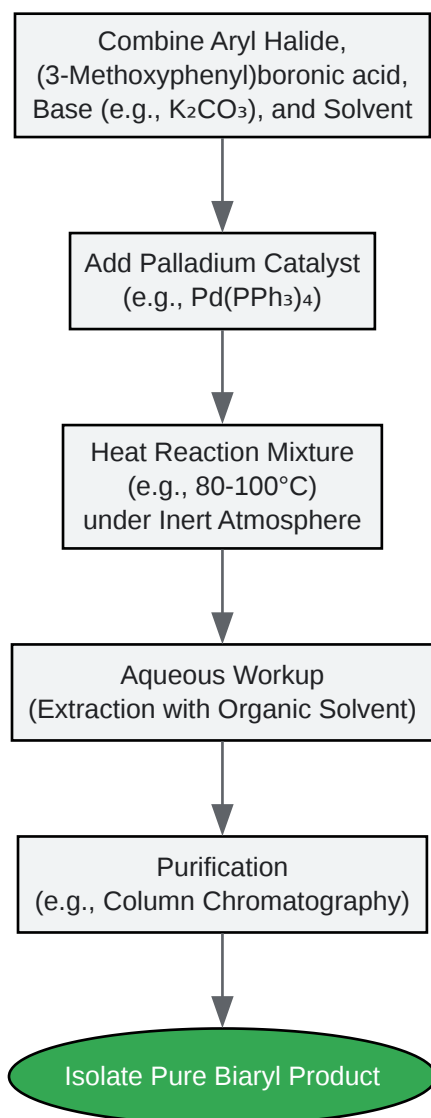 Combine Aryl Halide,
(3-Methoxyphenyl)boronic acid,
Base (e.g., K₂CO₃), and Solvent
Add Palladium Catalyst
(e.g., Pd(PPh₃)₄)
Heat Reaction Mixture
(e.g., 80-100°C)
under Inert Atmosphere
Aqueous Workup
(Extraction with Organic Solvent)
Purification
(e.g., Column Chromatography)
Isolate Pure Biaryl Product